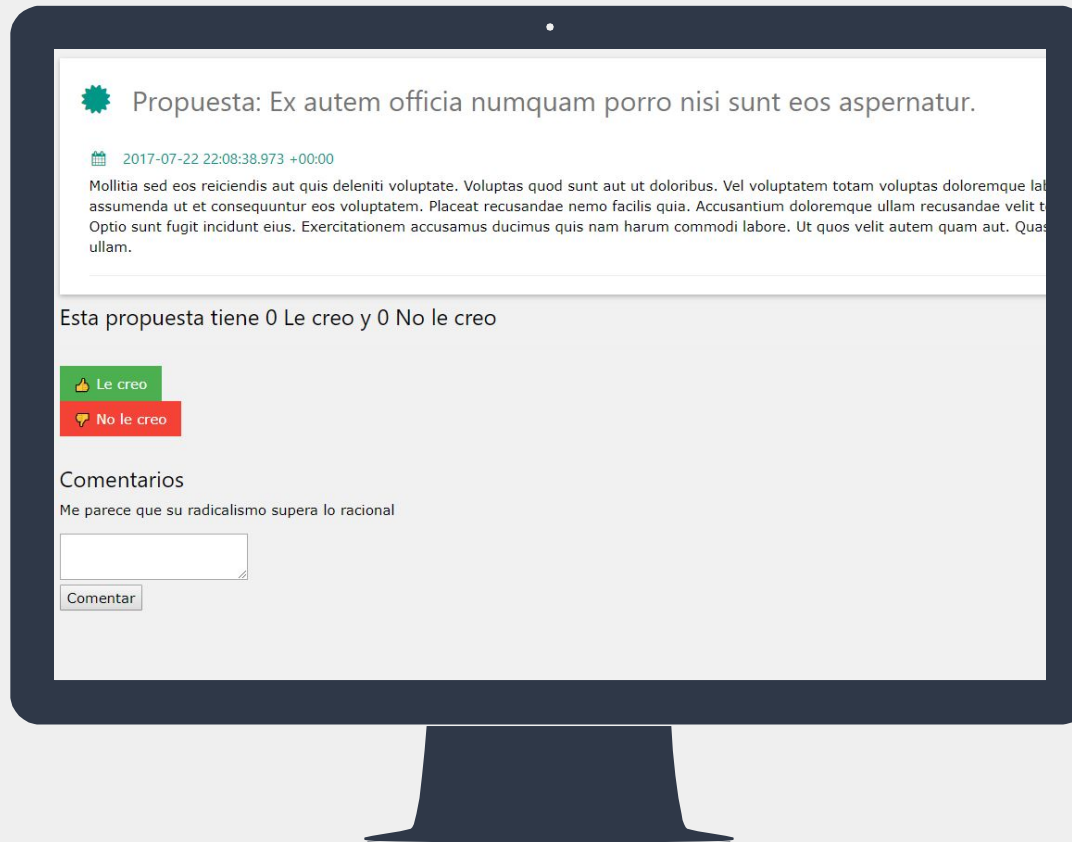 Propuesta: Ex autem officia numquam porro nisi sunt eos aspernatur.
2017-07-22 22:08:38.973 +00:00
Mollitia sed eos reiciendis aut quis deleniti voluptate. Voluptas quod sunt aut ut doloribus. Vel voluptatem totam voluptas doloremque
assumenda ut et consequuntur eos voluptatem. Placeat recusandae nemo facilis quia. Accusantium doloremque ullam recusandae velit
Optio sunt fugit incidunt eius. Exercitationem accusamus ducimus quis nam harum commodi labore. Ut quos velit autem quam aut.
ullam.
Esta propuesta tiene 0 Le creo y 0 No le creo
👍 Le creo
👎 No le creo
Comentarios
Me parece que su radicalismo supera lo racional
Comentar